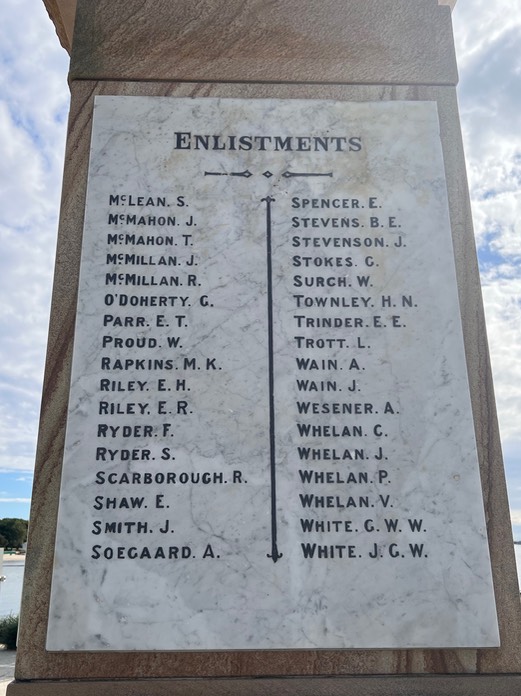 ENLISTMENTS
McLEAN. S.
McMAHON. J.
McMAHON. T.
McMILLAN. J.
McMILLAN. R.
O'DOHERTY. G.
PARR. E. T.
PROUD. W.
RAPKINS. M. K.
RILEY. E. H.
RILEY. E. R.
RYDER. F.
RYDER. S.
SCARBOROUGH. R.
SHAW. E.
SMITH. J.
SOEGAARD. A.
SPENCER. E.
STEVENS. B. E.
STEVENSON. J.
STOKES. G.
SURCH. W.
TOWNLEY. H. N.
TRINDER. E. E.
TROTT. L.
WAIN. A.
WAIN. J.
WESENER. A.
WHELAN. G.
WHELAN. J.
WHELAN. P.
WHELAN. V.
WHITE. G. W. W.
WHITE. J. G. W.